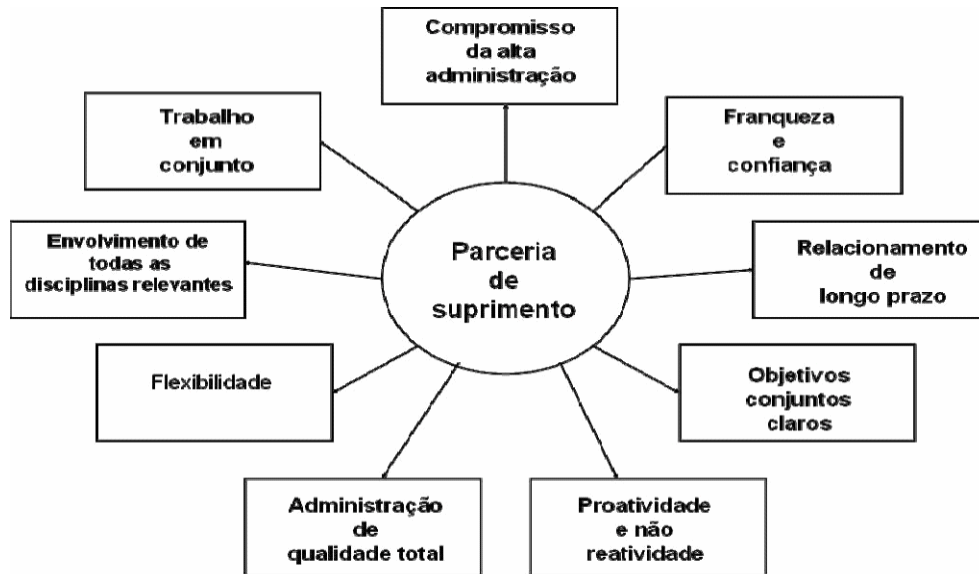 Compromisso
da alta
administração
Trabalho
em
conjunto
Franqueza
e
confiança
Envolvimento de
todas as
disciplinas relevantes
Parceria
de
suprimento
Relacionamento
de
longo prazo
Flexibilidade
Objetivos
conjuntos
claros
Administração
de
qualidade total
Proatividade
e não
reatividade